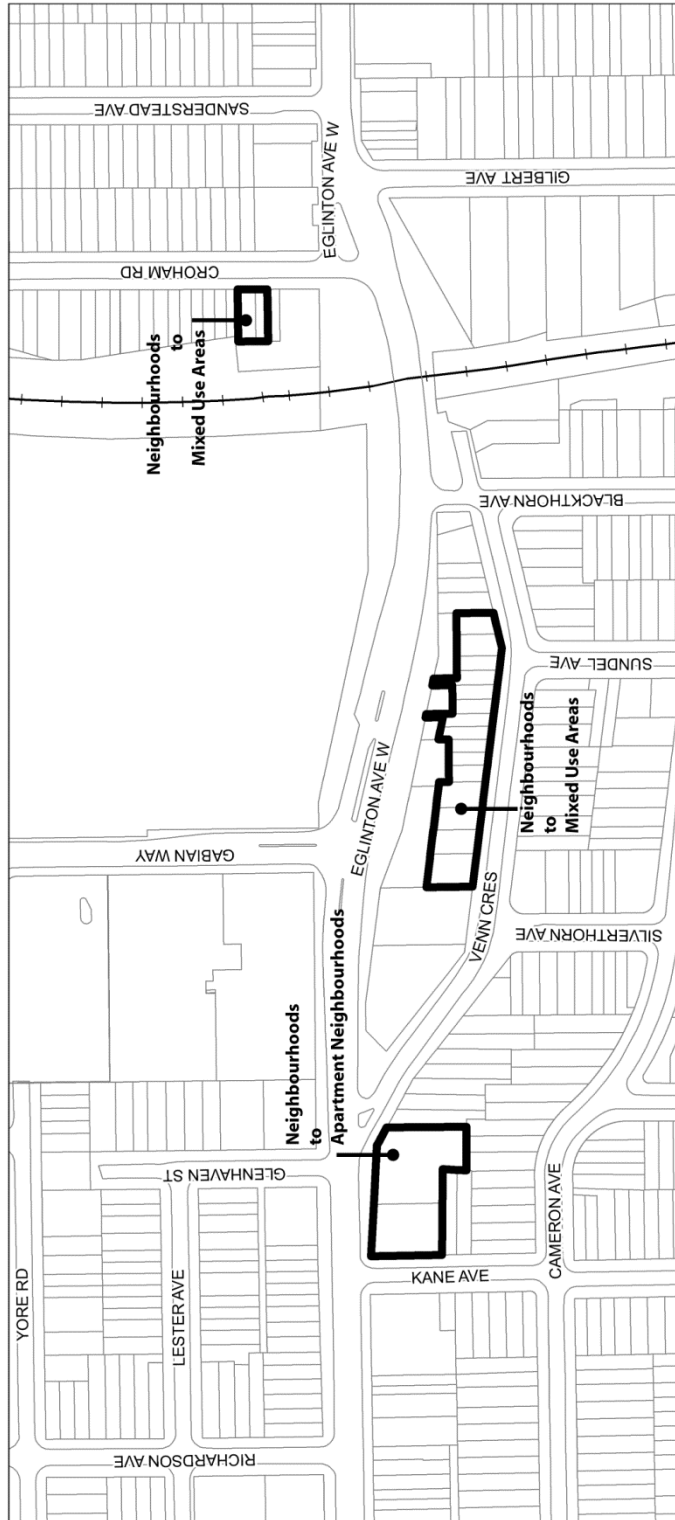 YORE RD
LESTER AVE
RICHARDSON AVE
GLENHAVEN ST
GABIAN WAY
CROHAM RD
SANDERSTEAD AVE
Neighbourhoods
to
Apartment Neighbourhoods
Neighbourhoods
to
Mixed Use Areas
EGLINTON AVE W
EGLINTON AVE W
KANE AVE
CAMERON AVE
VENN CRES
SILVERTHORN AVE
Neighbourhoods
to
Mixed Use Areas
SUNDEL AVE
BLACKTHORN AVE
GILBERT AVE